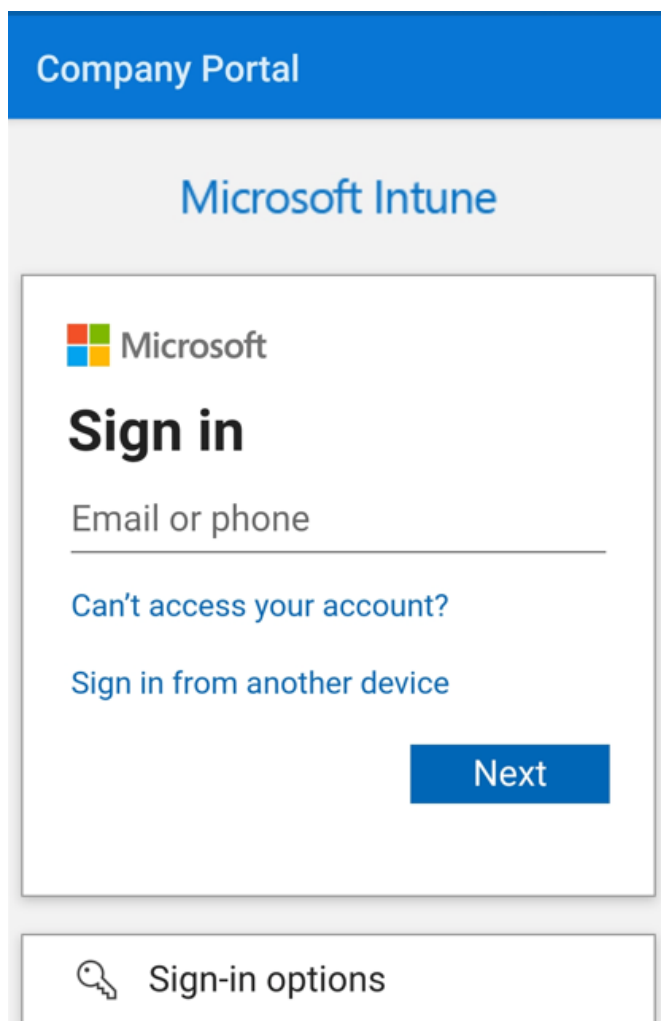 Company Portal
Microsoft Intune
Microsoft
Sign in
Email or phone
Can’t access your account?
Sign in from another device
Next
Sign-in options